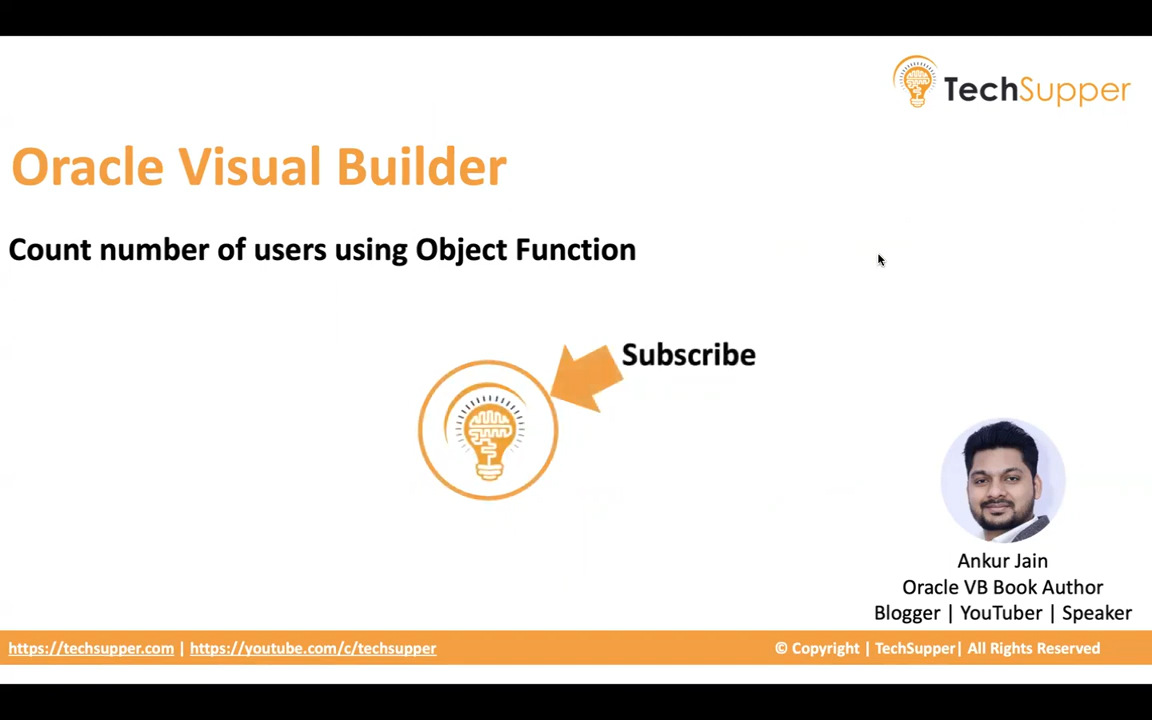 TechSupper
Oracle Visual Builder
Count number of users using Object Function
Subscribe
Ankur Jain
Oracle VB Book Author
Blogger | YouTuber | Speaker
https://techsupper.com | https://youtube.com/c/techsupper
© Copyright | TechSupper| All Rights Reserved